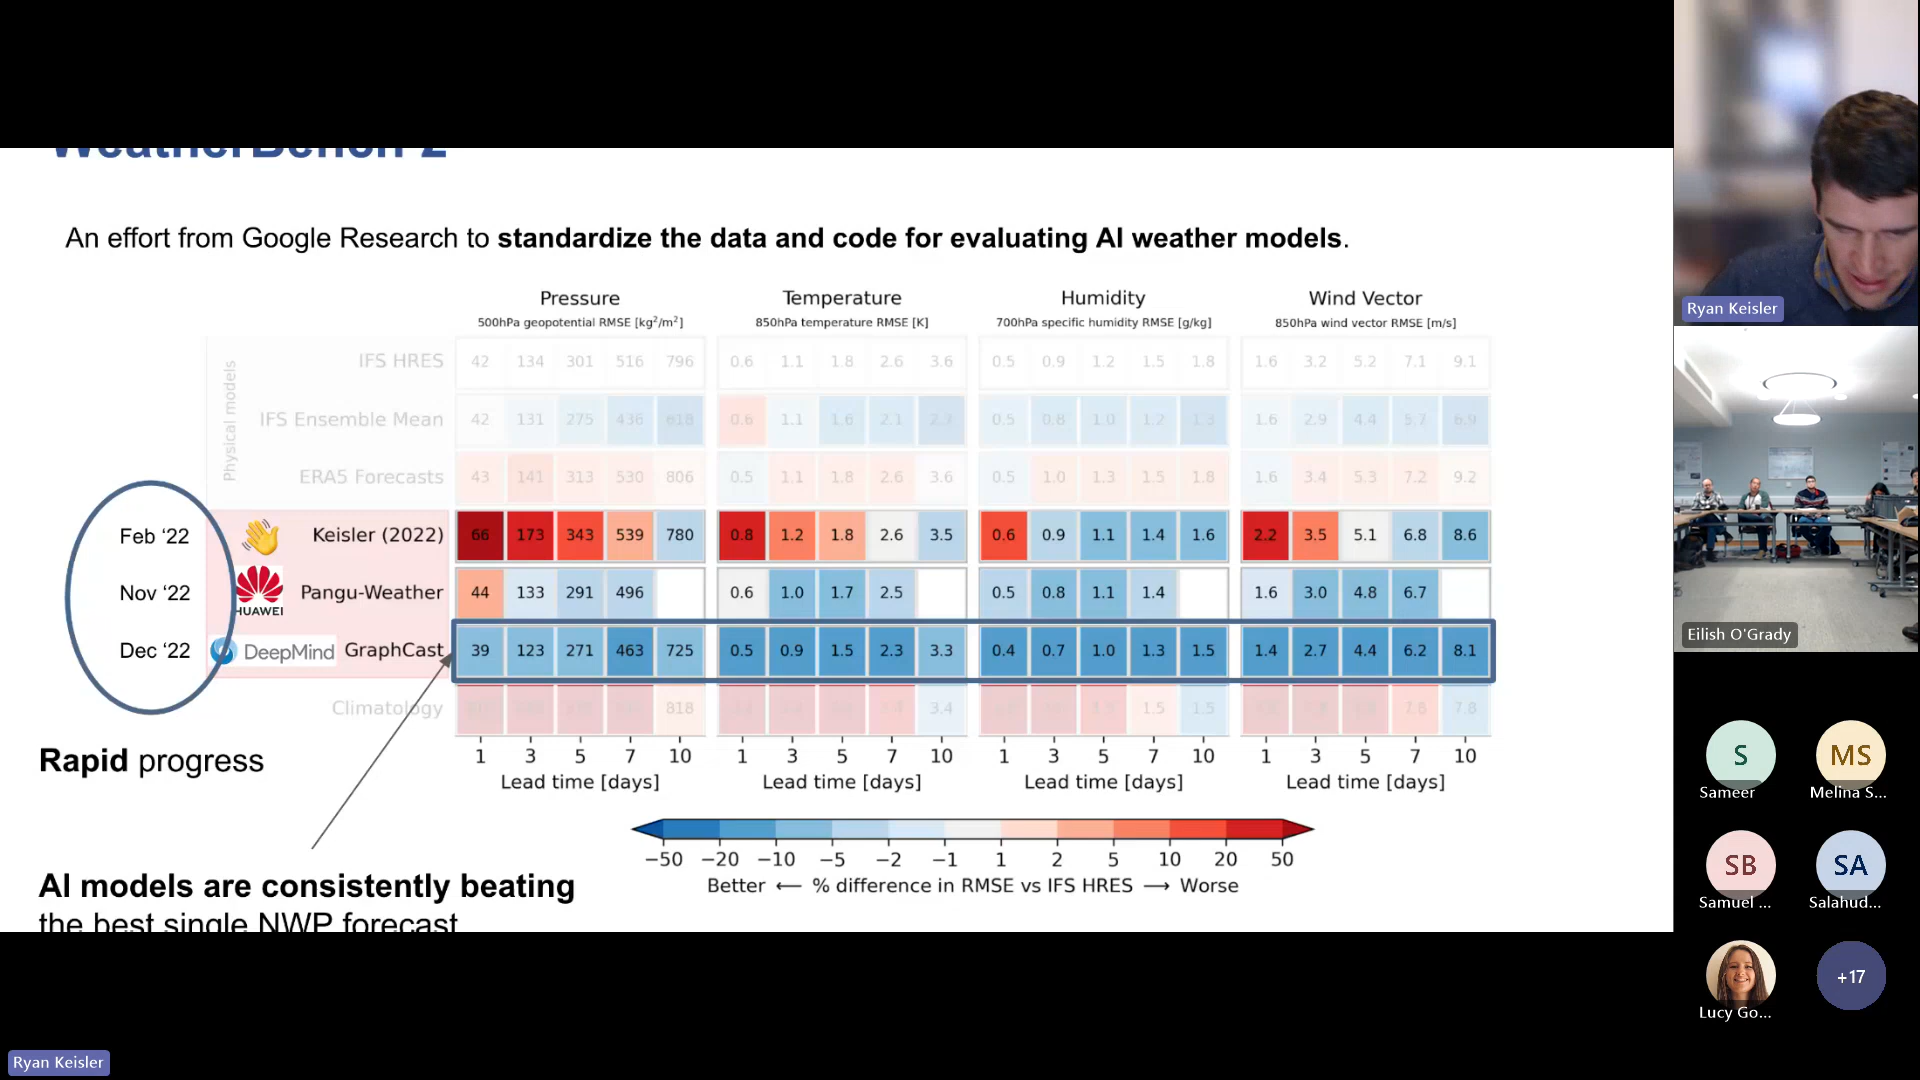 WeatherBench 2
An effort from Google Research to standardize the data and code for evaluating AI weather models.
Pressure
500hPa geopotential RMSE [kg²/m²]
Temperature
850hPa temperature RMSE [K]
Humidity
700hPa specific humidity RMSE [g/kg]
Wind Vector
850hPa wind vector RMSE [m/s]
Physical models
IFS HRES 42 134 301 516 796 0.6 1.1 1.8 2.6 3.6 0.5 0.9 1.2 1.5 1.8 1.6 3.2 5.2 7.1 9.1
IFS Ensemble Mean 42 131 275 436 618 0.6 1.1 1.6 2.1 2.7 0.5 0.8 1.0 1.2 1.3 1.6 2.9 4.4 5.7 6.9
ERA5 Forecasts 43 141 313 530 806 0.5 1.1 1.8 2.6 3.6 0.5 1.0 1.3 1.5 1.8 1.6 3.4 5.3 7.2 9.2
Feb ‘22 Keisler (2022) 66 173 343 539 780 0.8 1.2 1.8 2.6 3.5 0.6 0.9 1.1 1.4 1.6 2.2 3.5 5.1 6.8 8.6
Nov ‘22 HUAWEI Pangu-Weather 44 133 291 496 0.6 1.0 1.7 2.5 0.5 0.8 1.1 1.4 1.6 3.0 4.8 6.7
Dec ‘22 DeepMind GraphCast 39 123 271 463 725 0.5 0.9 1.5 2.3 3.3 0.4 0.7 1.0 1.3 1.5 1.4 2.7 4.4 6.2 8.1
Climatology 818 3.4 1.5 1.5 7.8 7.8
1 3 5 7 10 1 3 5 7 10 1 3 5 7 10 1 3 5 7 10
Lead time [days] Lead time [days] Lead time [days] Lead time [days]
Rapid progress
−50 −20 −10 −5 −2 −1 1 2 5 10 20 50
Better ⟵ % difference in RMSE vs IFS HRES ⟶ Worse
AI models are consistently beating
the best single NWP forecast
Ryan Keisler
Ryan Keisler
Eilish O'Grady
S MS
Sameer Melina S...
SB SA
Samuel ... Salahud...
+17
Lucy Go...